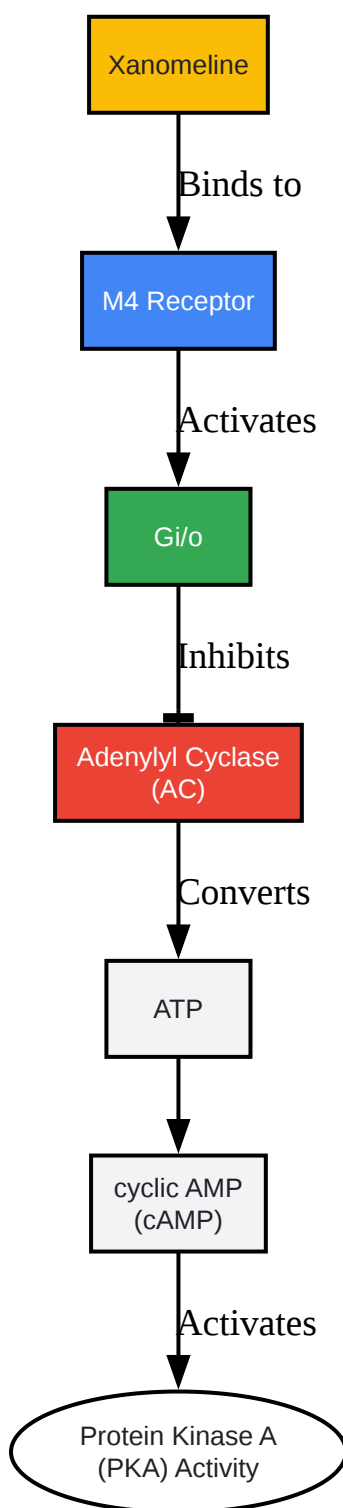 Xanomeline
Binds to
M4 Receptor
Activates
Gi/o
Inhibits
Adenylyl Cyclase
(AC)
Converts
ATP
cyclic AMP
(cAMP)
Activates
Protein Kinase A
(PKA) Activity